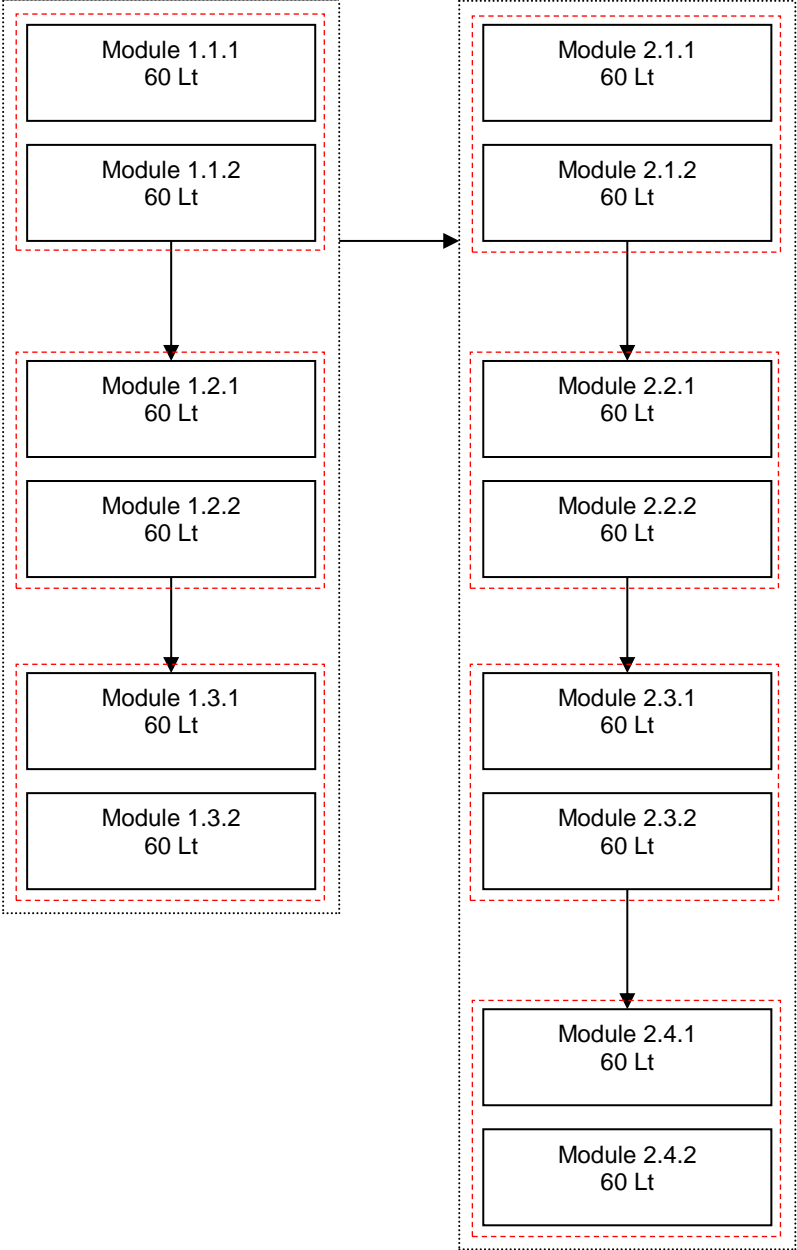 Module 1.1.1
60 Lt
Module 1.1.2
60 Lt
Module 1.2.1
60 Lt
Module 1.2.2
60 Lt
Module 1.3.1
60 Lt
Module 1.3.2
60 Lt
Module 2.1.1
60 Lt
Module 2.1.2
60 Lt
Module 2.2.1
60 Lt
Module 2.2.2
60 Lt
Module 2.3.1
60 Lt
Module 2.3.2
60 Lt
Module 2.4.1
60 Lt
Module 2.4.2
60 Lt